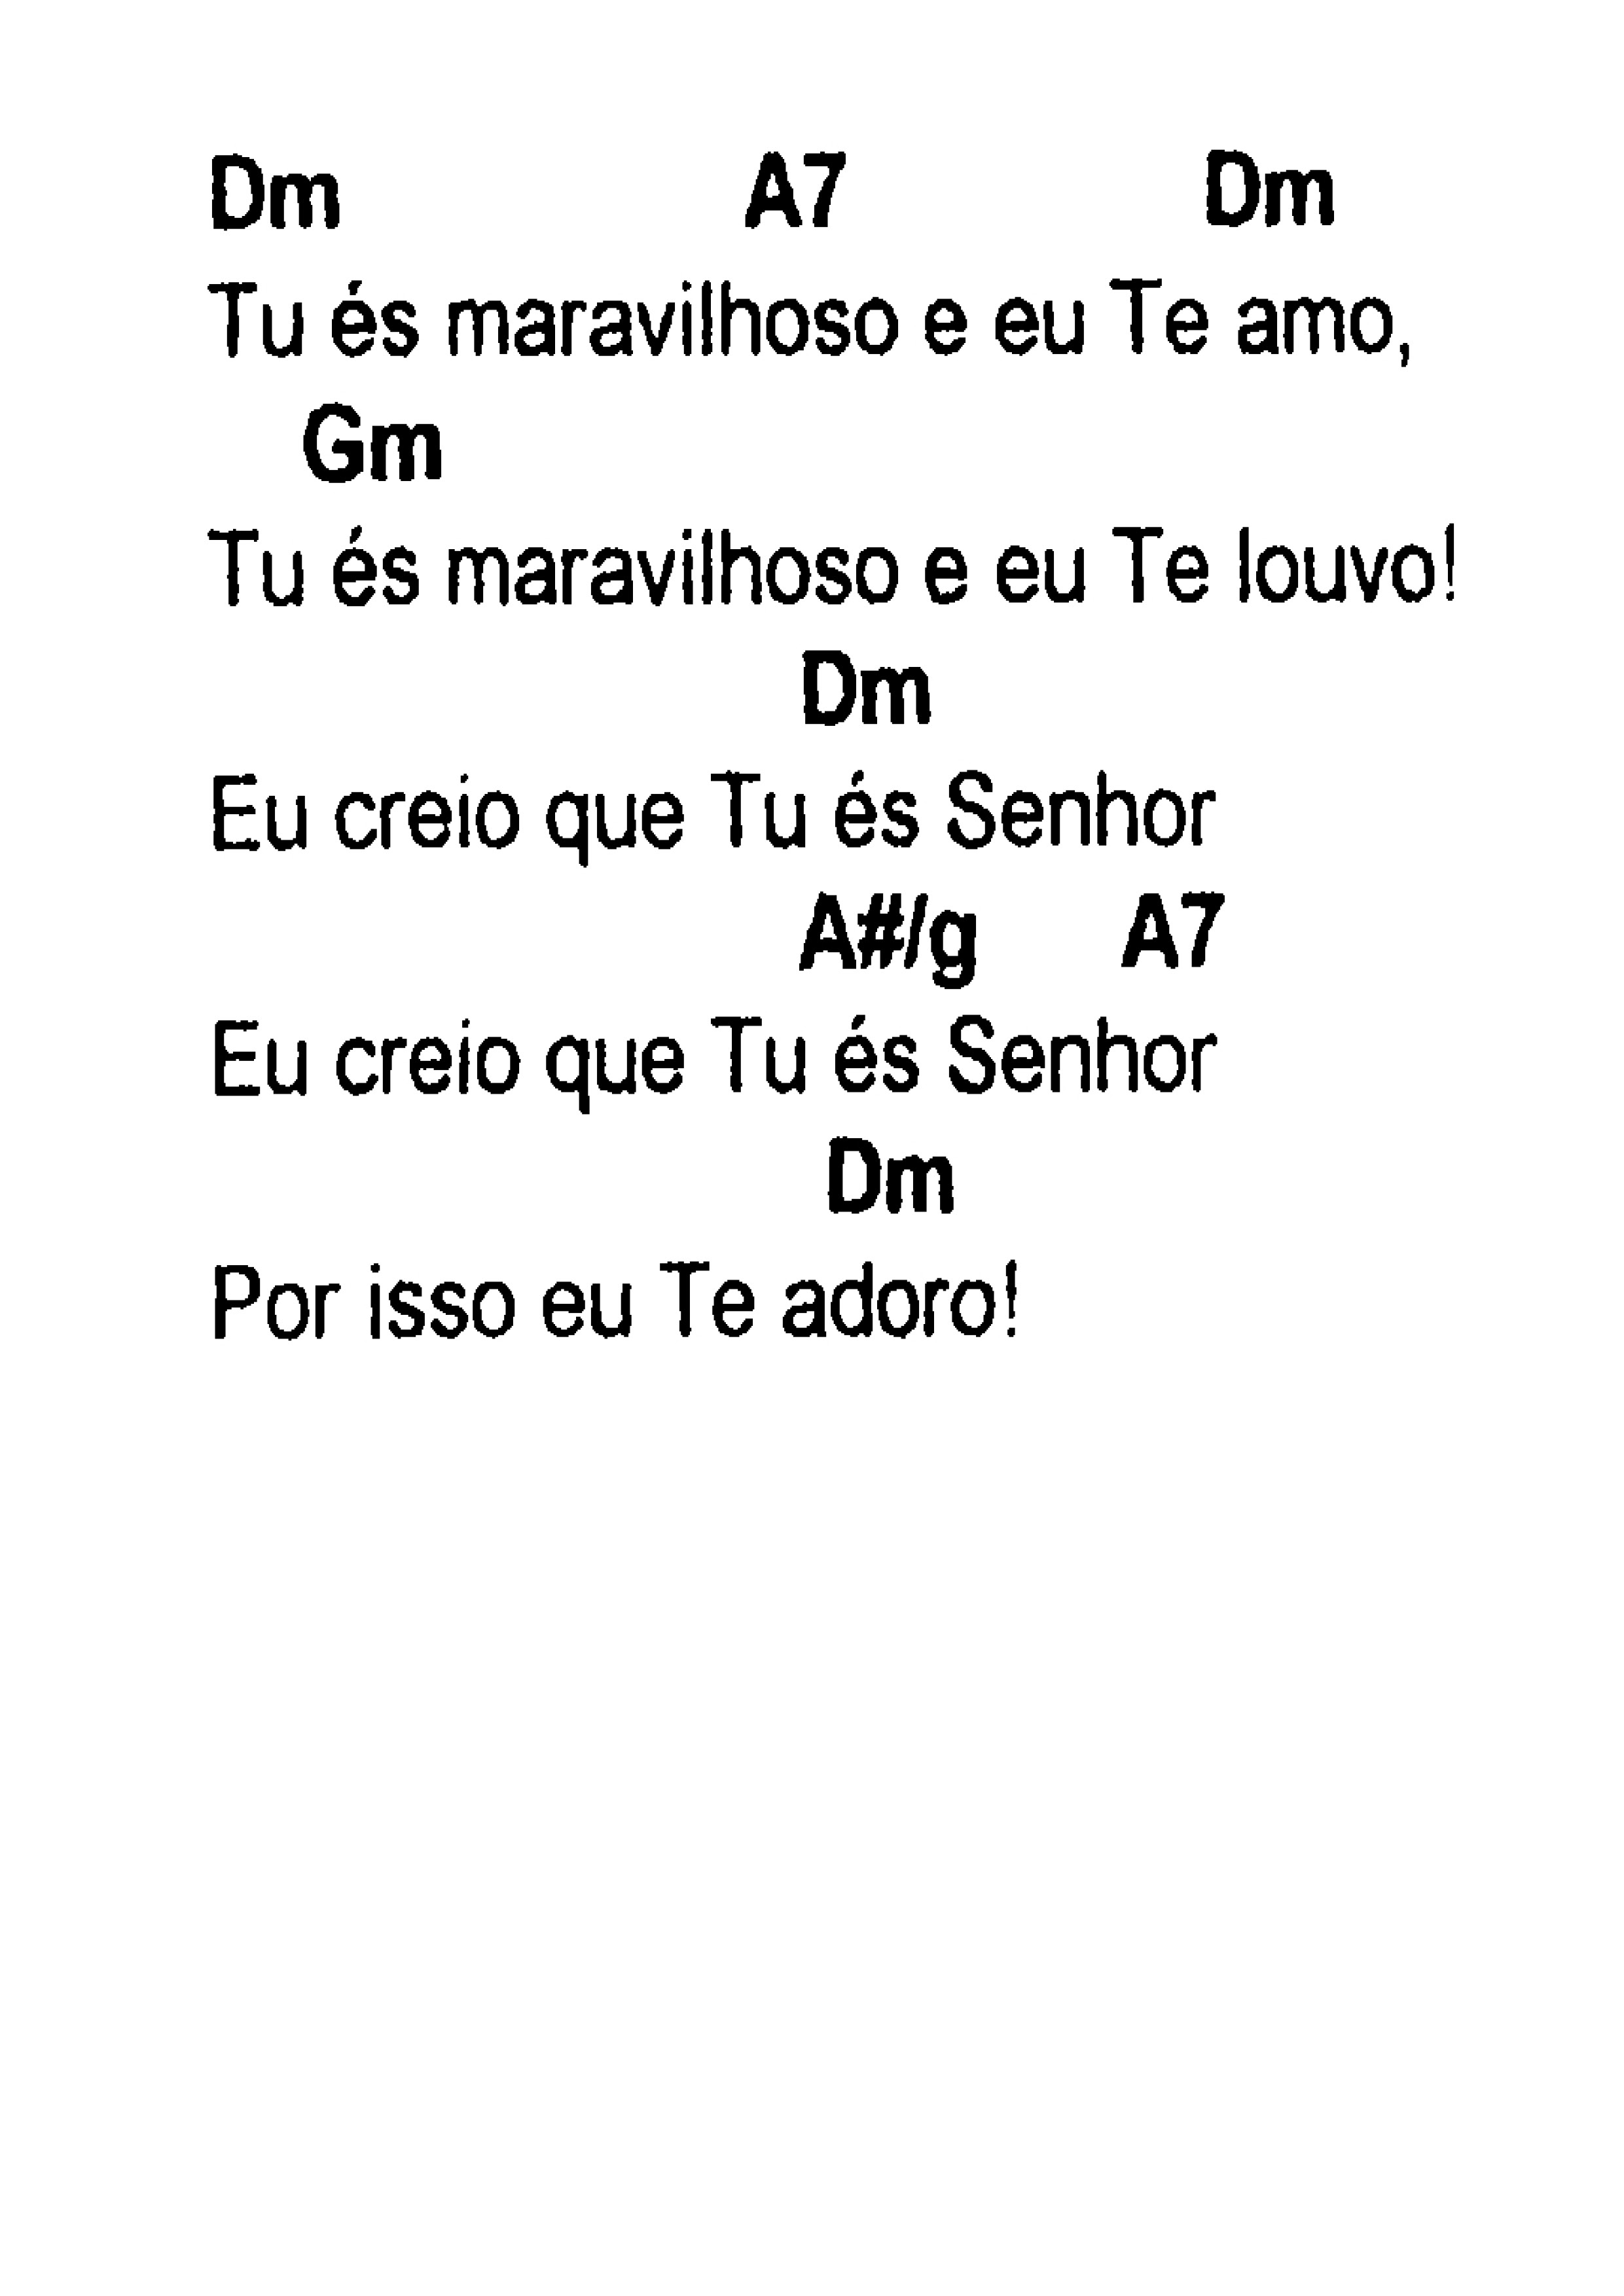 Dm A7 Dm
Tu és maravilhoso e eu Te amo,
Gm
Tu és maravilhoso e eu Te louvo!
Dm
Eu creio que Tu és Senhor
A#/g A7
Eu creio que Tu és Senhor
Dm
Por isso eu Te adoro!